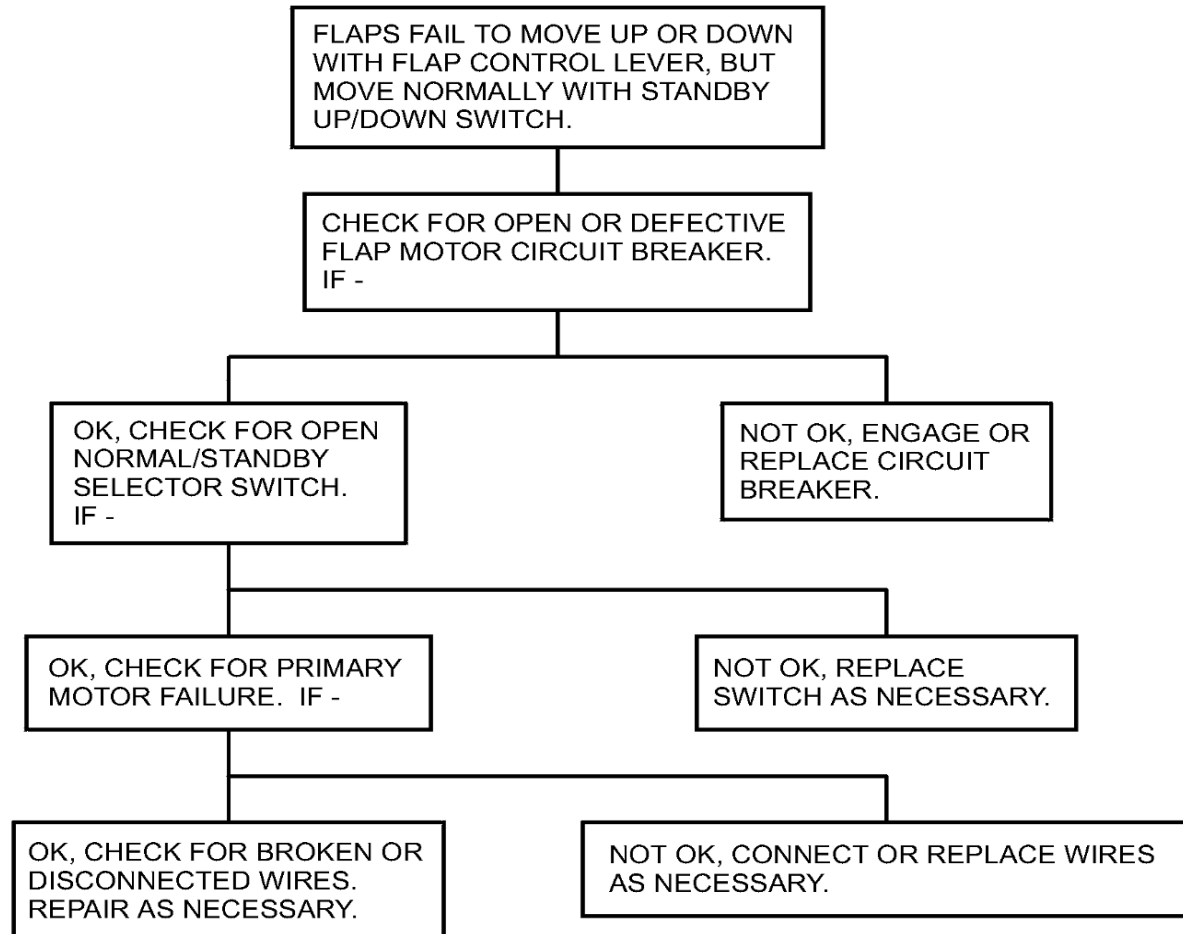 FLAPS FAIL TO MOVE UP OR DOWN
WITH FLAP CONTROL LEVER, BUT
MOVE NORMALLY WITH STANDBY
UP/DOWN SWITCH.
CHECK FOR OPEN OR DEFECTIVE
FLAP MOTOR CIRCUIT BREAKER.
IF -
OK, CHECK FOR OPEN
NORMAL/STANDBY
SELECTOR SWITCH.
IF -
NOT OK, ENGAGE OR
REPLACE CIRCUIT
BREAKER.
OK, CHECK FOR PRIMARY
MOTOR FAILURE. IF -
NOT OK, REPLACE
SWITCH AS NECESSARY.
OK, CHECK FOR BROKEN OR
DISCONNECTED WIRES.
REPAIR AS NECESSARY.
NOT OK, CONNECT OR REPLACE WIRES
AS NECESSARY.